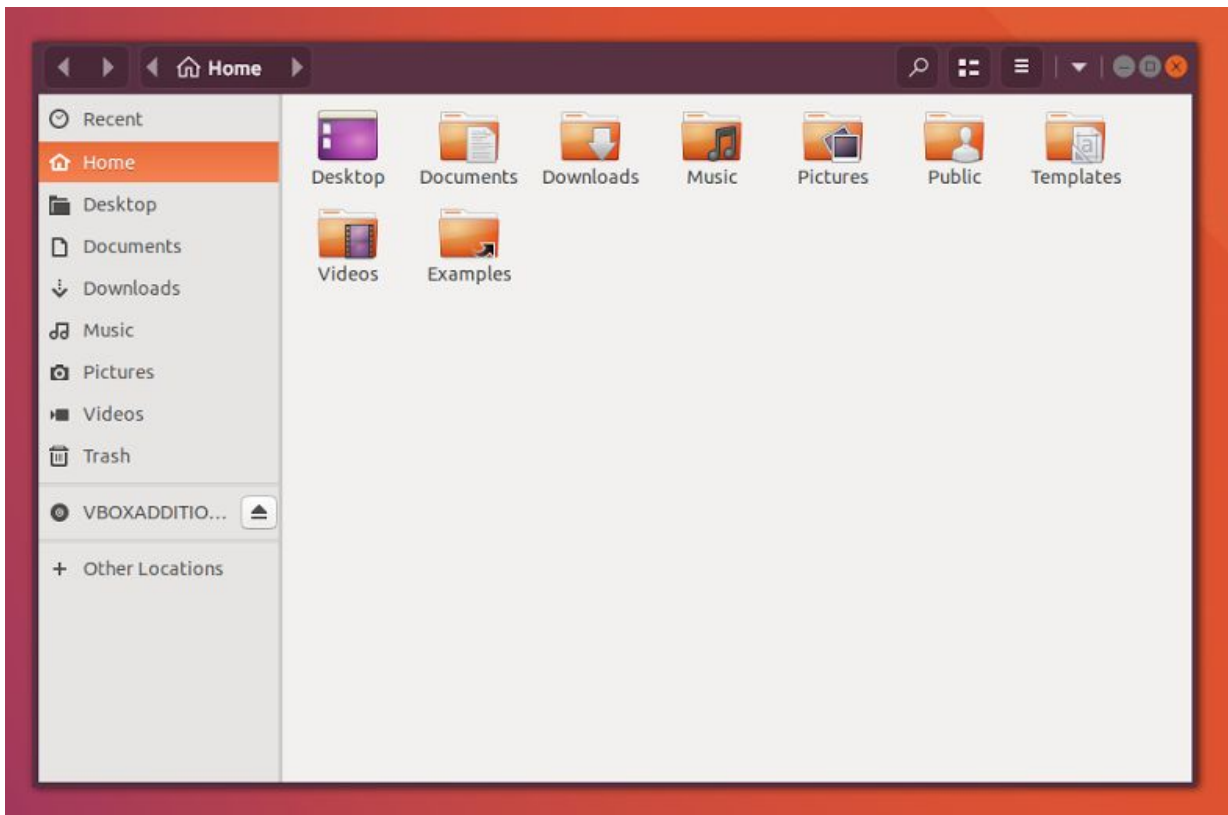 Home
Recent
Home
Desktop
Documents
Downloads
Music
Pictures
Videos
Trash
VBOXADDITIO...
Other Locations
Desktop Documents Downloads Music Pictures Public Templates
Videos Examples